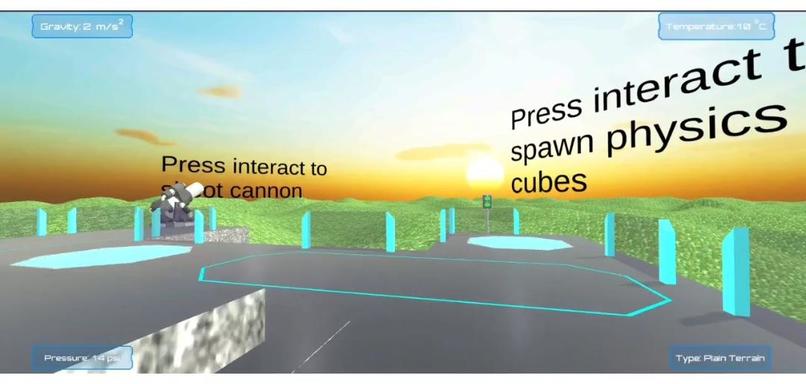 Gravity: 2 m/s²
Temperature: 10 °C
Press interact to
shoot cannon
Press interact t
spawn physics
cubes
Pressure: 14 psi
Type: Plain Terrain